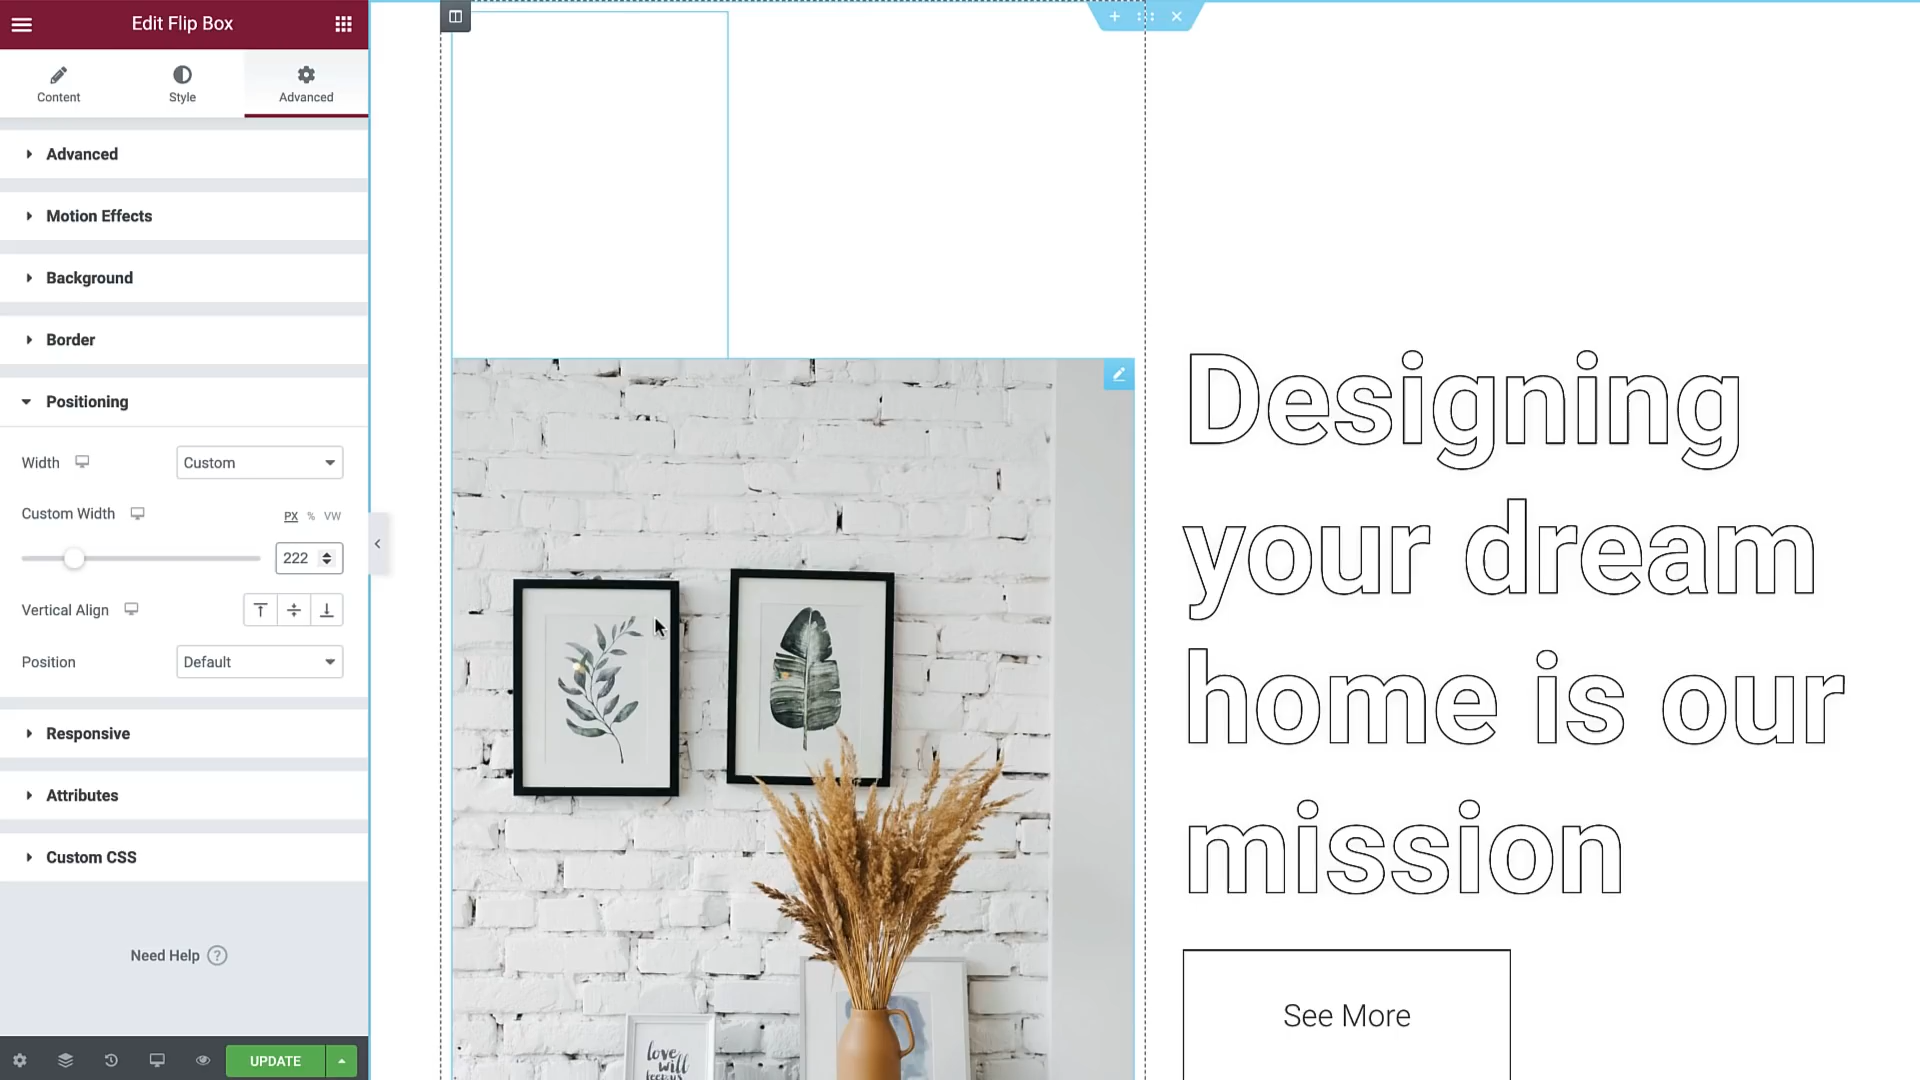 Edit Flip Box
Content
Style
Advanced
Advanced
Motion Effects
Background
Border
Positioning
Width
Custom
Custom Width
PX % VW
222
Vertical Align
Position
Default
Responsive
Attributes
Custom CSS
Need Help ?
UPDATE
Designing
your dream
home is our
mission
See More
love
will